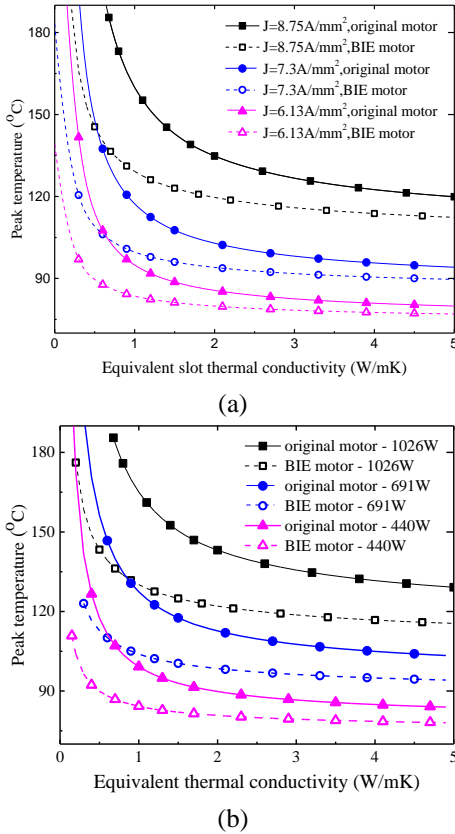 180
150
120
90
Peak temperature (°C)
J=8.75A/mm²,original motor
J=8.75A/mm²,BIE motor
J=7.3A/mm²,original motor
J=7.3A/mm²,BIE motor
J=6.13A/mm²,original motor
J=6.13A/mm²,BIE motor
0 1 2 3 4 5
Equivalent slot thermal conductivity (W/mK)
(a)
180
150
120
90
60
Peak temperature (°C)
original motor - 1026W
BIE motor - 1026W
original motor - 691W
BIE motor - 691W
original motor - 440W
BIE motor - 440W
0 1 2 3 4 5
Equivalent thermal conductivity (W/mK)
(b)